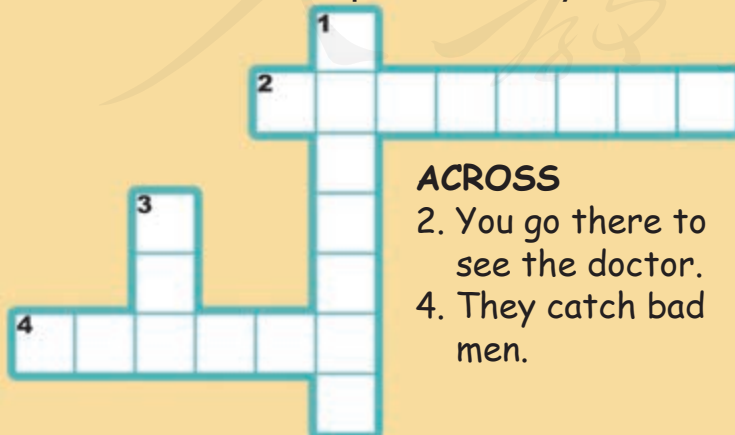 1
2
ACROSS
2. You go there to
see the doctor.
3
4. They catch bad
men.
4